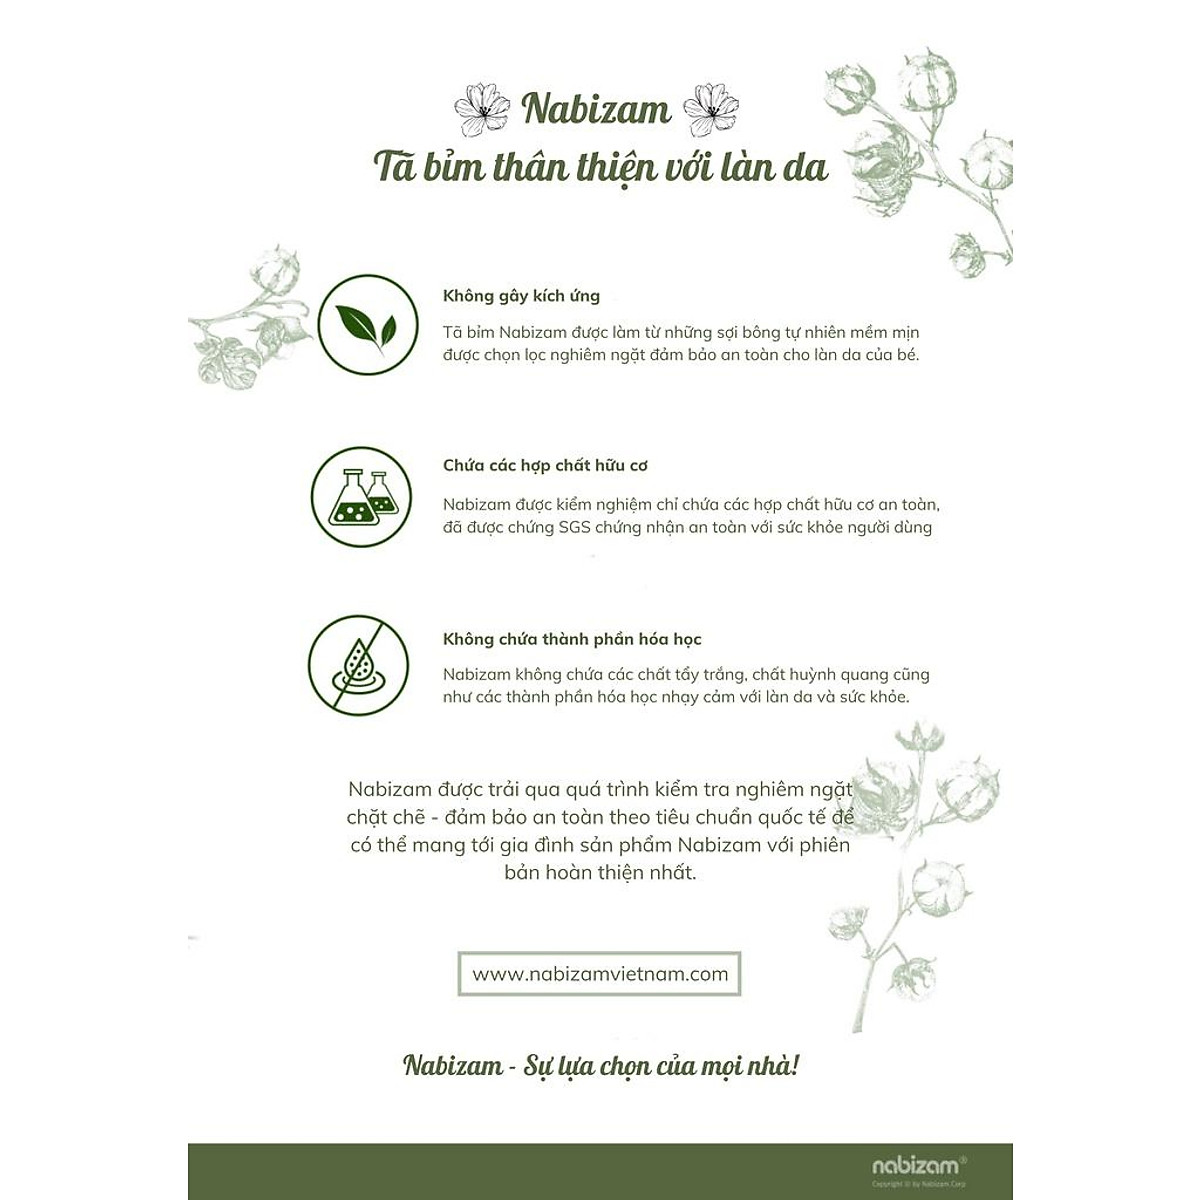 Nabizam
Tã bỉm thân thiện với làn da
Không gây kích ứng
Tã bỉm Nabizam được làm từ những sợi bông tự nhiên mềm mịn
được chọn lọc nghiêm ngặt đảm bảo an toàn cho làn da của bé.
Chứa các hợp chất hữu cơ
Nabizam được kiểm nghiệm chỉ chứa các hợp chất hữu cơ an toàn,
đã được chứng SGS chứng nhận an toàn với sức khỏe người dùng
Không chứa thành phần hóa học
Nabizam không chứa các chất tẩy trắng, chất huỳnh quang cũng
như các thành phần hóa học nhạy cảm với làn da và sức khỏe.
Nabizam được trải qua quá trình kiểm tra nghiêm ngặt
chặt chẽ - đảm bảo an toàn theo tiêu chuẩn quốc tế để
có thể mang tới gia đình sản phẩm Nabizam với phiên
bản hoàn thiện nhất.
www.nabizamvietnam.com
Nabizam - Sự lựa chọn của mọi nhà!
nabizam®
Copyright © by Nabizam.Corp